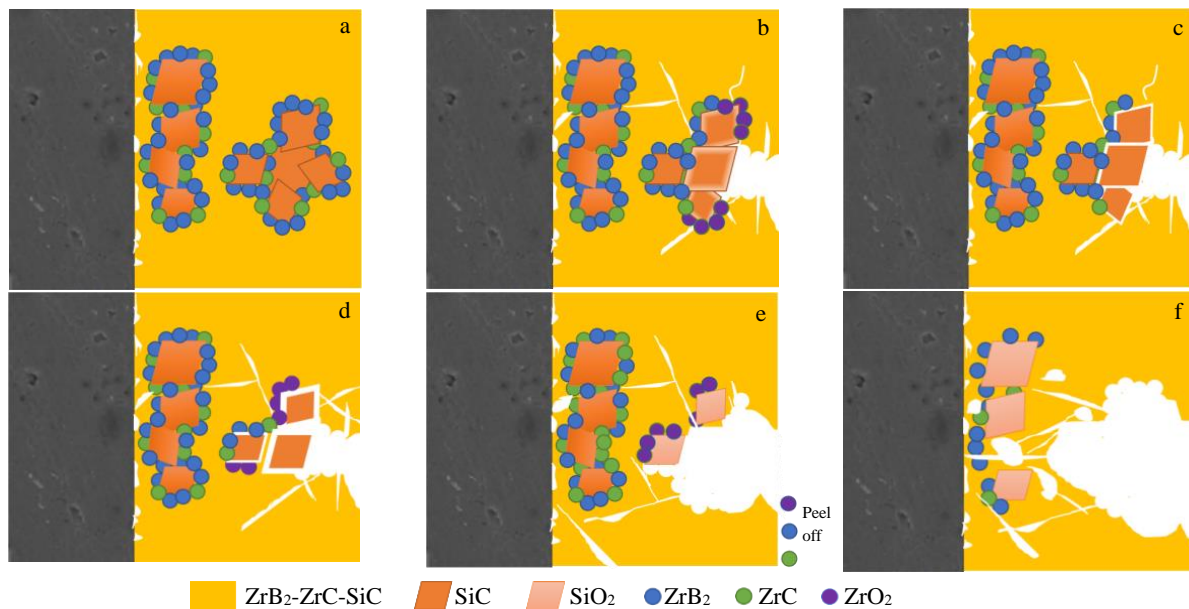 a
b
c
d
e
f
Peel
off
ZrB₂-ZrC-SiC
SiC
SiO₂
ZrB₂
ZrC
ZrO₂